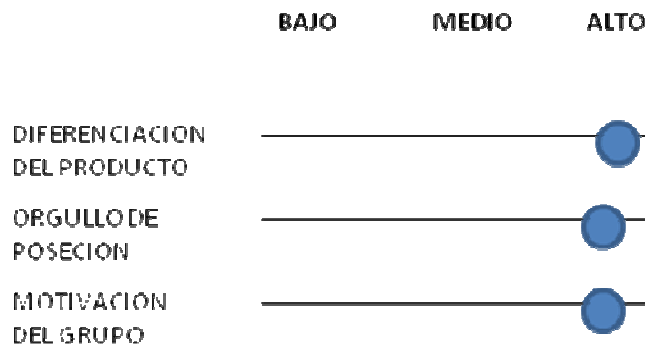 BAJO MEDIO ALTO
DIFERENCIACION
DEL PRODUCTO
ORGULLO DE
POSECION
MOTIVACION
DEL GRUPO